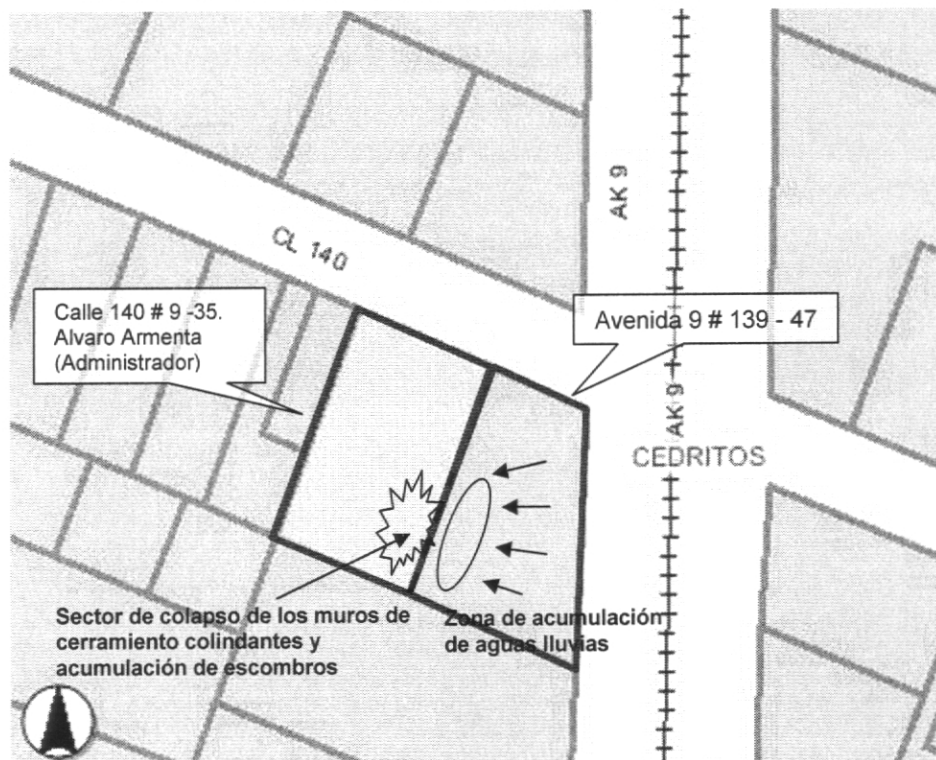 AK 9
CL 140
Calle 140 # 9 -35.
Alvaro Armenta
(Administrador)
Avenida 9 # 139 - 47
AK 9
CEDRITOS
Sector de colapso de los muros de
cerramiento colindantes y
acumulación de escombros
Zona de acumulación
de aguas lluvias